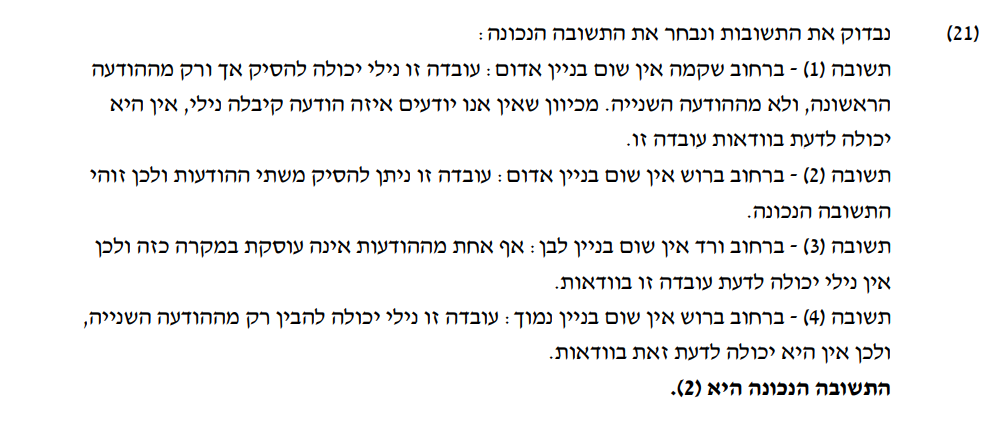 (21) נבדוק את התשובות ונבחר את התשובה הנכונה:
תשובה (1) - ברחוב שקמה אין שום בניין אדום: עובדה זו נילי יכולה להסיק אך ורק מההודעה
הראשונה, ולא מההודעה השנייה. מכיוון שאין אנו יודעים איזה הודעה קיבלה נילי, אין היא
יכולה לדעת בוודאות עובדה זו.
תשובה (2) - ברחוב ברוש אין שום בניין אדום: עובדה זו ניתן להסיק משתי ההודעות ולכן זוהי
התשובה הנכונה.
תשובה (3) - ברחוב ורד אין שום בניין לבן: אף אחת מההודעות אינה עוסקת במקרה כזה ולכן
אין נילי יכולה לדעת עובדה זו בוודאות.
תשובה (4) - ברחוב ברוש אין שום בניין נמוך: עובדה זו נילי יכולה להבין רק מההודעה השנייה,
ולכן אין היא יכולה לדעת זאת בוודאות.
התשובה הנכונה היא (2).